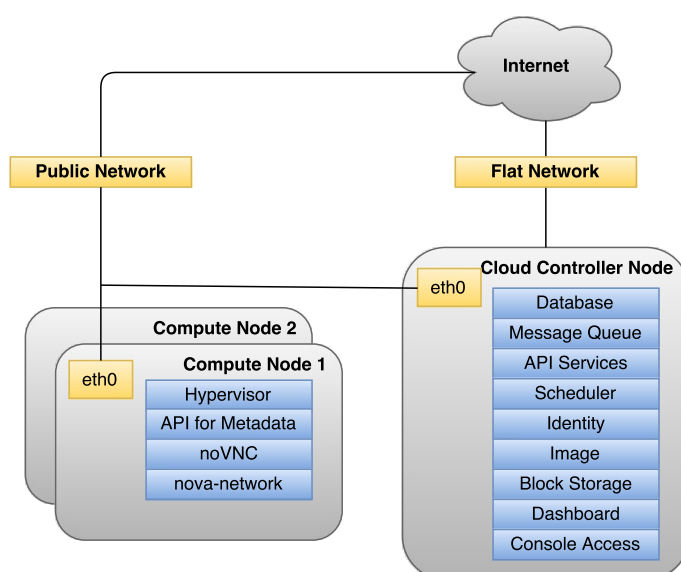 Internet
Public Network
Flat Network
Cloud Controller Node
eth0
Database
Message Queue
API Services
Scheduler
Identity
Image
Block Storage
Dashboard
Console Access
Compute Node 2
Compute Node 1
eth0
Hypervisor
API for Metadata
noVNC
nova-network